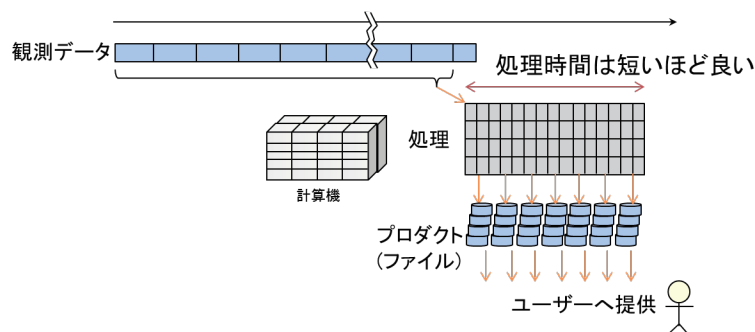 観測データ
処理時間は短いほど良い
処理
計算機
プロダクト
(ファイル)
ユーザーへ提供